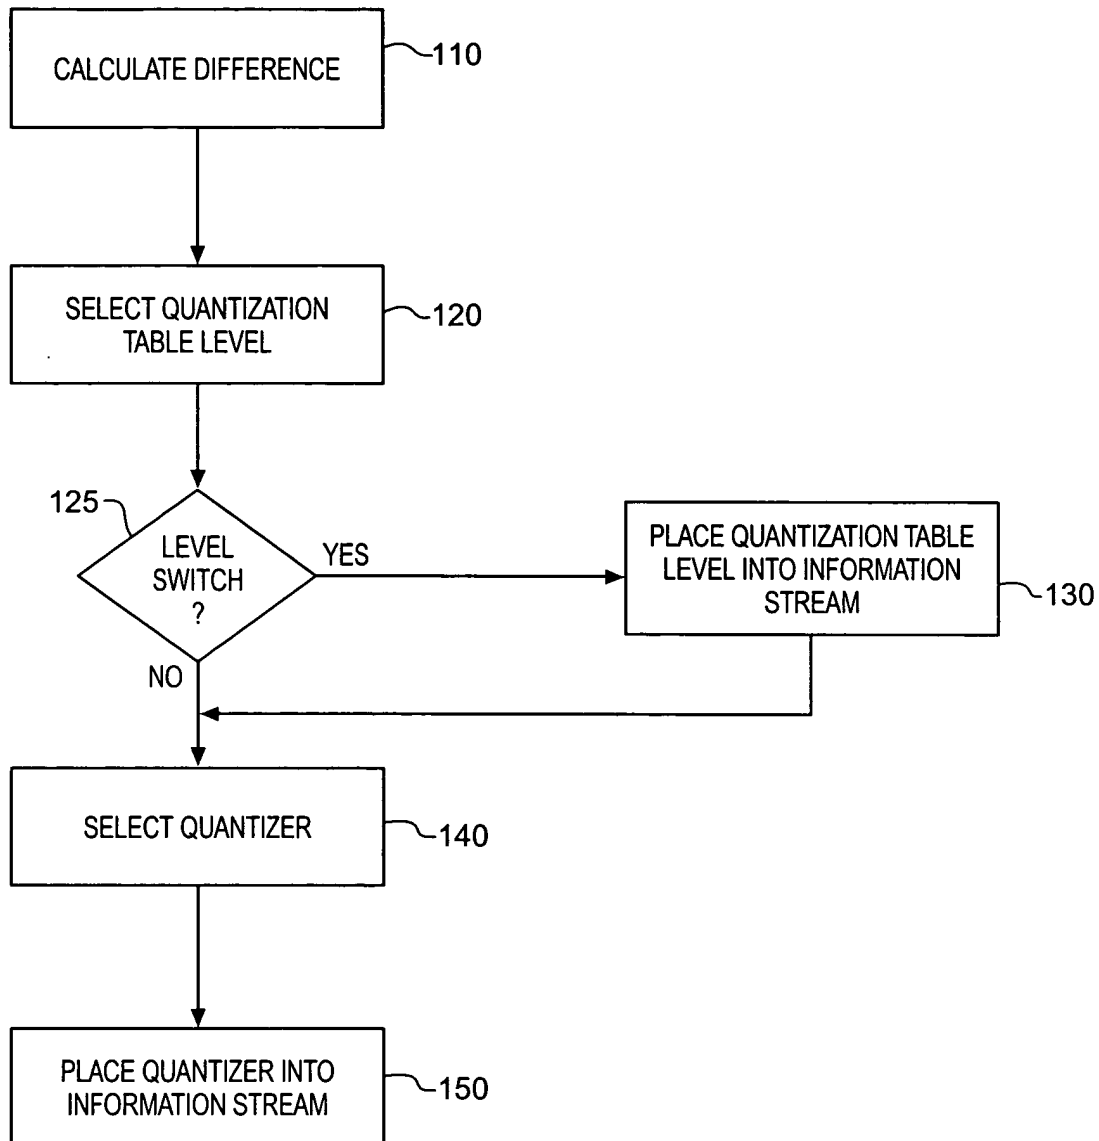 CALCULATE DIFFERENCE
110
SELECT QUANTIZATION
TABLE LEVEL
120
125
LEVEL
SWITCH
?
YES
PLACE QUANTIZATION TABLE
LEVEL INTO INFORMATION
STREAM
130
NO
SELECT QUANTIZER
140
PLACE QUANTIZER INTO
INFORMATION STREAM
150